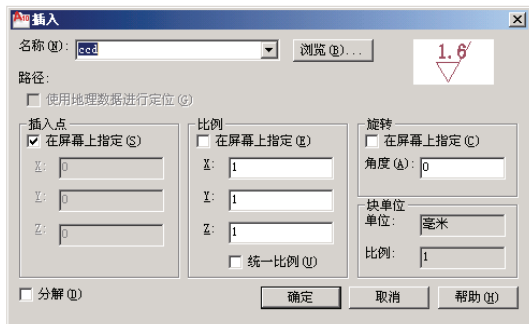 插入
名称(N): ccd 浏览(B)...
1.6
路径:
使用地理数据进行定位(G)
插入点 比例 旋转
在屏幕上指定(S) 在屏幕上指定(E) 在屏幕上指定(C)
X: 0 X: 1 角度(A): 0
Y: 0 Y: 1 块单位
单位: 毫米
Z: 0 Z: 1 比例: 1
统一比例(U)
分解(D) 确定 取消 帮助(H)